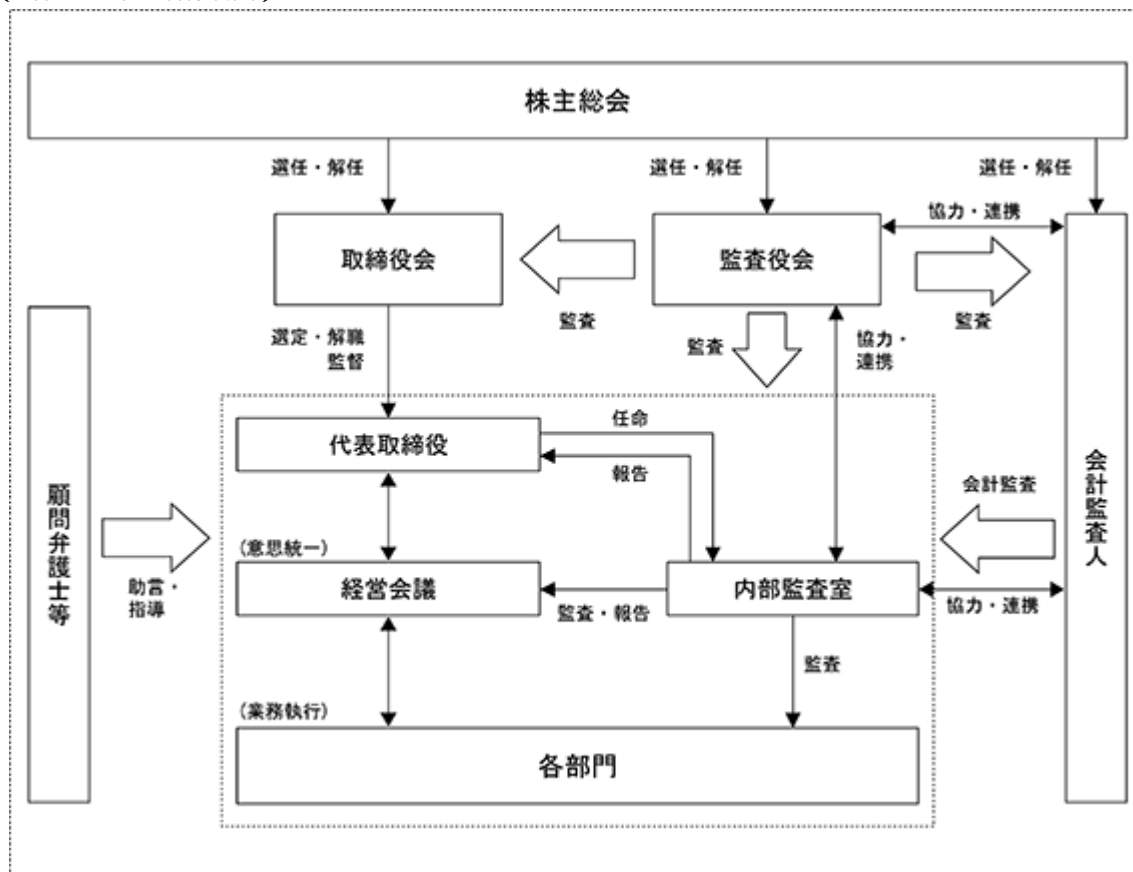 株主総会
選任・解任
選任・解任
選任・解任
協力・連携
取締役会
監査役会
監査
監査
選定・解職
監督
監査
協力・
連携
代表取締役
任命
報告
会計監査
会計監査人
顧問弁護士等
助言・
指導
(意思統一)
経営会議
監査・報告
内部監査室
協力・連携
監査
(業務執行)
各部門